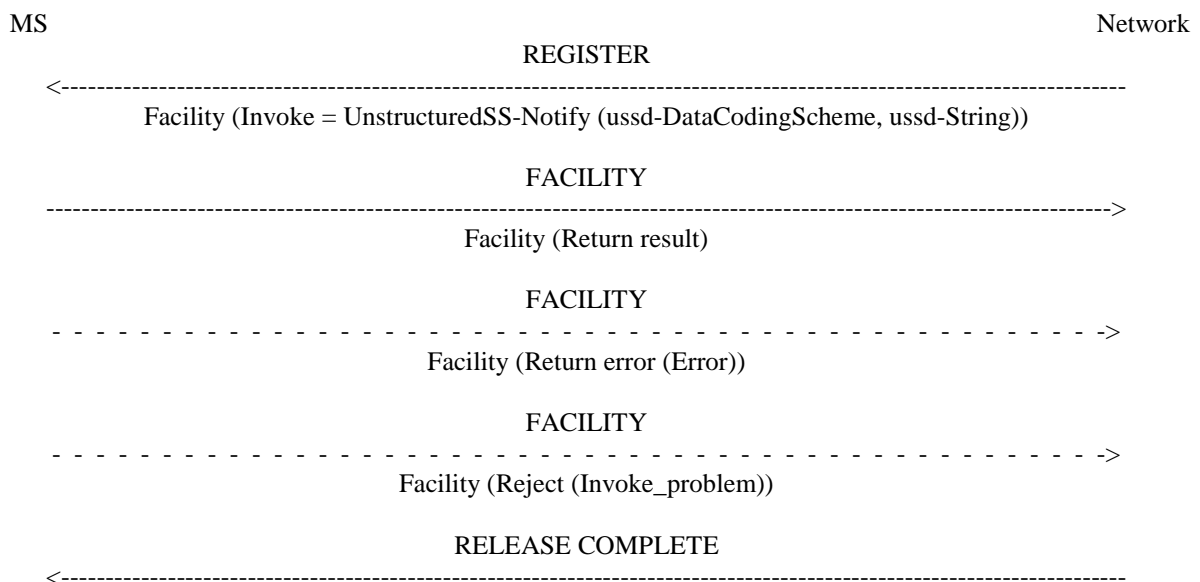 MS Network
REGISTER
<------------------------------------------------------------------------------------------------------------------------
Facility (Invoke = UnstructuredSS-Notify (ussd-DataCodingScheme, ussd-String))
FACILITY
------------------------------------------------------------------------------------------------------------------------>
Facility (Return result)
FACILITY
- - - - - - - - - - - - - - - - - - - - - - - - - - - - - - - - - - - - - - - - - - - - - - - - ->
Facility (Return error (Error))
FACILITY
- - - - - - - - - - - - - - - - - - - - - - - - - - - - - - - - - - - - - - - - - - - - - - - - ->
Facility (Reject (Invoke_problem))
RELEASE COMPLETE
<------------------------------------------------------------------------------------------------------------------------